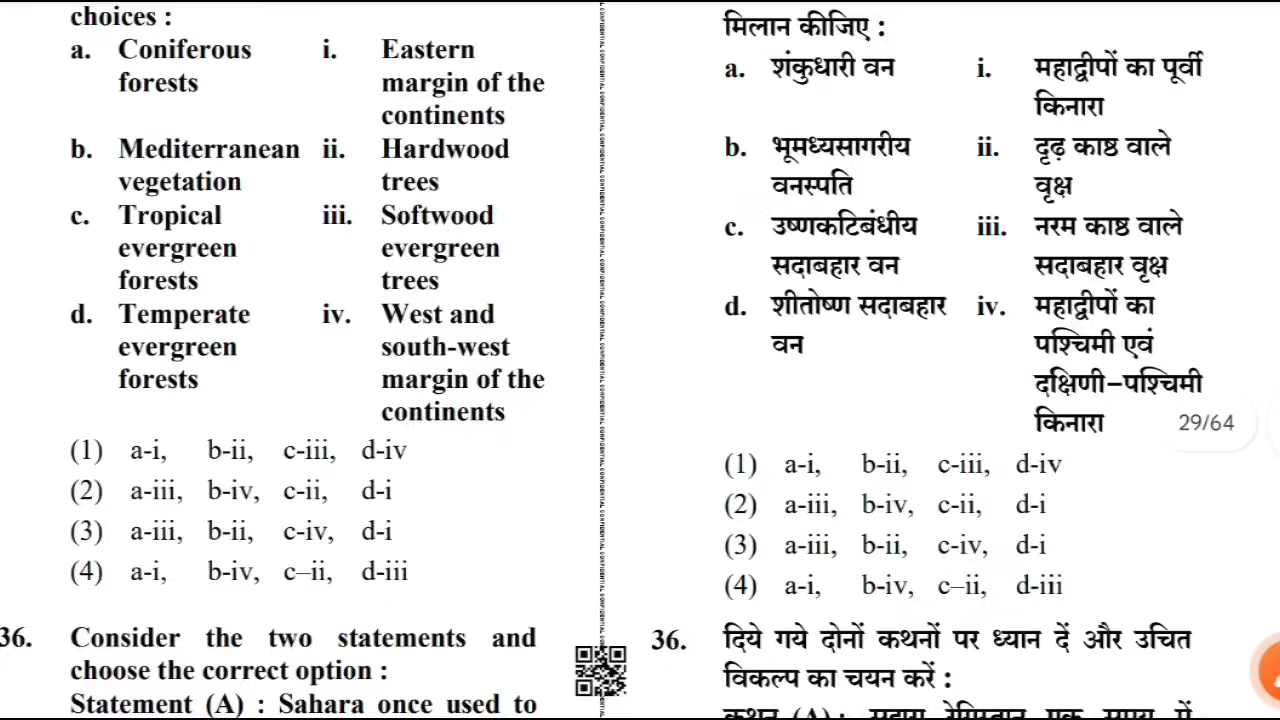 choices :
a. Coniferous i. Eastern
forests margin of the
continents
b. Mediterranean ii. Hardwood
vegetation trees
c. Tropical iii. Softwood
evergreen evergreen
forests trees
d. Temperate iv. West and
evergreen south-west
forests margin of the
continents
(1) a-i, b-ii, c-iii, d-iv
(2) a-iii, b-iv, c-ii, d-i
(3) a-iii, b-ii, c-iv, d-i
(4) a-i, b-iv, c–ii, d-iii
36. Consider the two statements and
choose the correct option :
Statement (A) : Sahara once used to
मिलान कीजिए :
a. शंकुधारी वन i. महाद्वीपों का पूर्वी
किनारा
b. भूमध्यसागरीय ii. दृढ़ काष्ठ वाले
वनस्पति वृक्ष
c. उष्णकटिबंधीय iii. नरम काष्ठ वाले
सदाबहार वन सदाबहार वृक्ष
d. शीतोष्ण सदाबहार iv. महाद्वीपों का
वन पश्चिमी एवं
दक्षिणी–पश्चिमी
किनारा
29/64
(1) a-i, b-ii, c-iii, d-iv
(2) a-iii, b-iv, c-ii, d-i
(3) a-iii, b-ii, c-iv, d-i
(4) a-i, b-iv, c–ii, d-iii
36. दिये गये दोनों कथनों पर ध्यान दें और उचित
विकल्प का चयन करें :
कथन (A) :